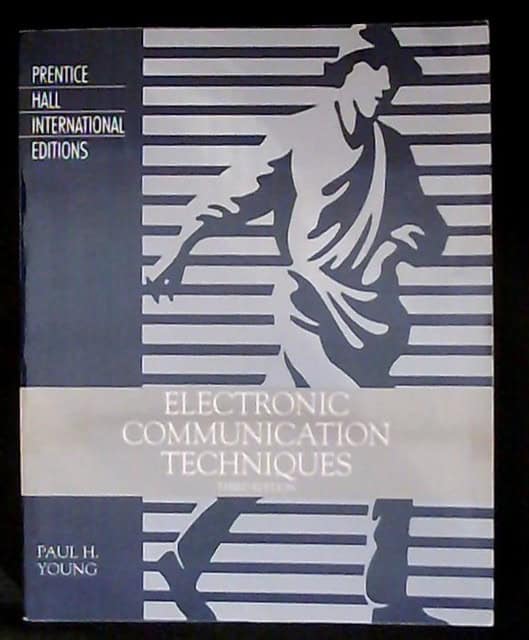 PRENTICE
HALL
INTERNATIONAL
EDITIONS
ELECTRONIC
COMMUNICATION
TECHNIQUES
THIRD EDITION
PAUL H.
YOUNG